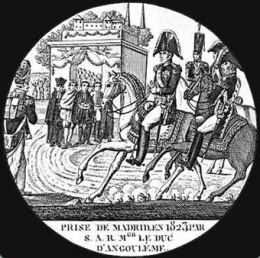 PRISE DE MADRID, EN 1823, PAR
S. A. R. MGR LE DUC
D'ANGOULÊME.